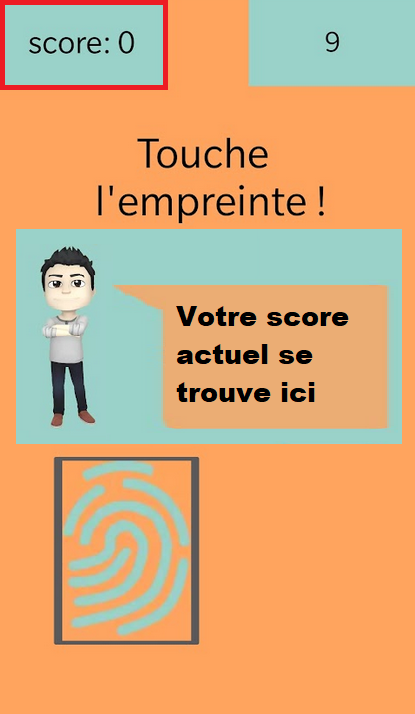 score: 0
9
Touche
l'empreinte !
Votre score
actuel se
trouve ici